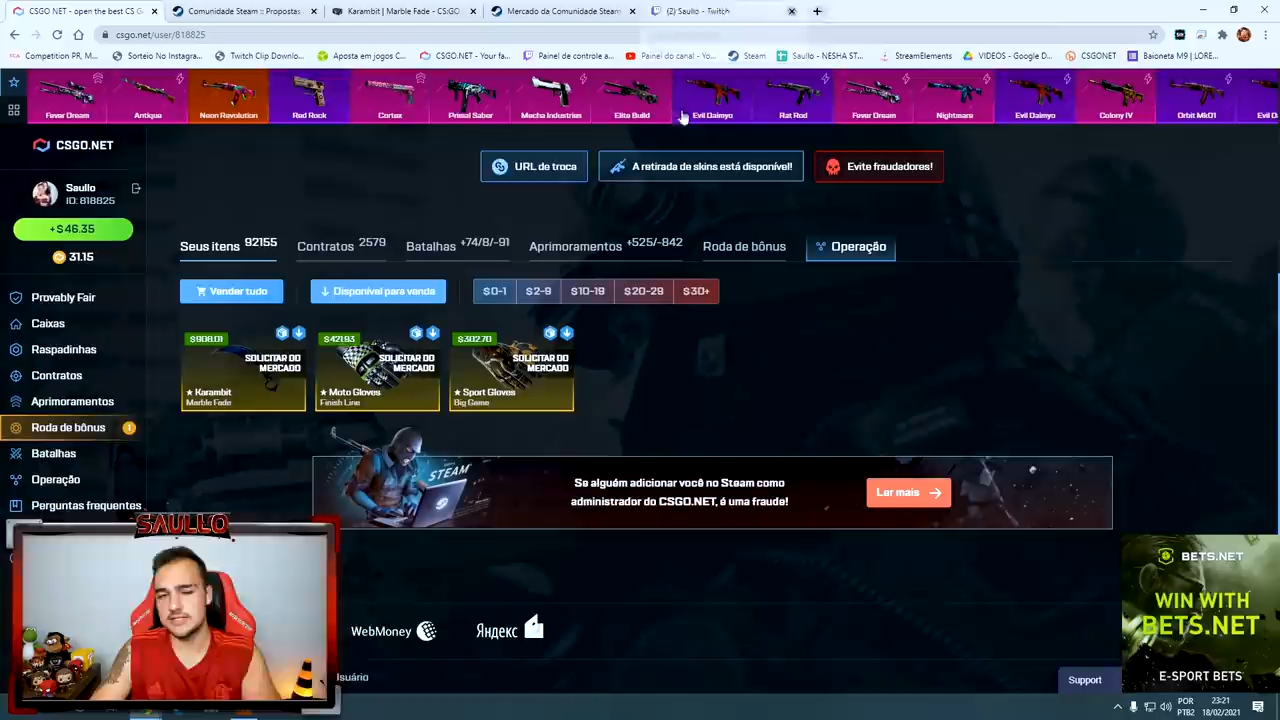 CSGO NET - open the best CS G
Comunidade Steam :: Propostas
Karambit | Marble Fade - CS:GO
Mercado da Comunidade Steam
(2) Saullo - Twitch
csgo.net/user/818825
Competition PR, M...
Sorteio No Instagra...
Twitch Clip Downlo...
Aposta em jogos C...
CSGO.NET - Your fa...
Painel de controle a...
Painel do canal - Yo...
Steam
Saullo - NESHA ST...
StreamElements
VIDEOS - Google D...
CSGONET
Baioneta M9 | LORE...
Fever Dream
Antique
Neon Revolution
Red Rock
Cortex
Primal Saber
Mecha Industries
Elite Build
Evil Daimyo
Rat Rod
Fever Dream
Nightmare
Evil Daimyo
Colony IV
Orbit Mk01
CSGO.NET
Saullo
ID: 818825
+$46.35
31.15
Provably Fair
Caixas
Raspadinhas
Contratos
Aprimoramentos
Roda de bônus 1
Batalhas
Operação
Perguntas frequentes
URL de troca
A retirada de skins está disponível!
Evite fraudadores!
Seus itens 92155
Contratos 2579
Batalhas +74/8/-91
Aprimoramentos +525/-842
Roda de bônus
Operação
Vender tudo
Disponível para venda
$0-1
$2-9
$10-19
$20-29
$30+
$908.01
SOLICITAR DO
MERCADO
★ Karambit
Marble Fade
$421.93
SOLICITAR DO
MERCADO
★ Moto Gloves
Finish Line
$302.70
SOLICITAR DO
MERCADO
★ Sport Gloves
Big Game
STEAM
Se alguém adicionar você no Steam como
administrador do CSGO.NET, é uma fraude!
Ler mais
SAULLO
WebMoney
Яндекс
Usuário
BETS.NET
WIN WITH
BETS.NET
E-SPORT BETS
Support
POR
PTB2
23:21
18/02/2021